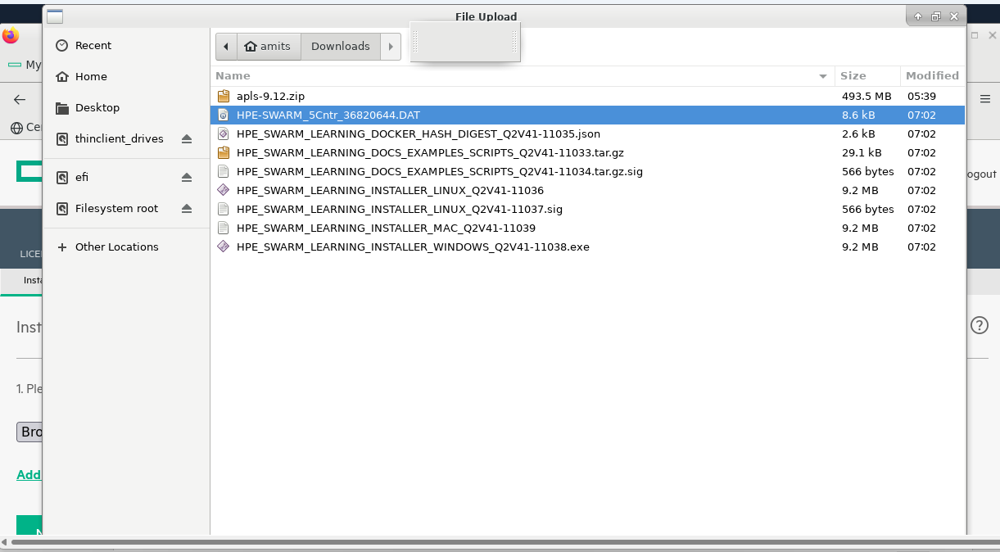 File Upload
My
Recent
amits
Downloads
Home
Name
Size
Modified
apls-9.12.zip
493.5 MB
05:39
Desktop
HPE-SWARM_5Cntr_36820644.DAT
8.6 kB
07:02
Ce
thinclient_drives
HPE_SWARM_LEARNING_DOCKER_HASH_DIGEST_Q2V41-11035.json
2.6 kB
07:02
HPE_SWARM_LEARNING_DOCS_EXAMPLES_SCRIPTS_Q2V41-11033.tar.gz
29.1 kB
07:02
efi
HPE_SWARM_LEARNING_DOCS_EXAMPLES_SCRIPTS_Q2V41-11034.tar.gz.sig
566 bytes
07:02
ogout
HPE_SWARM_LEARNING_INSTALLER_LINUX_Q2V41-11036
9.2 MB
07:02
Filesystem root
HPE_SWARM_LEARNING_INSTALLER_LINUX_Q2V41-11037.sig
566 bytes
07:02
HPE_SWARM_LEARNING_INSTALLER_MAC_Q2V41-11039
9.2 MB
07:02
Other Locations
HPE_SWARM_LEARNING_INSTALLER_WINDOWS_Q2V41-11038.exe
9.2 MB
07:02
LICE
Insta
Inst
1. Ple
Bro
Add